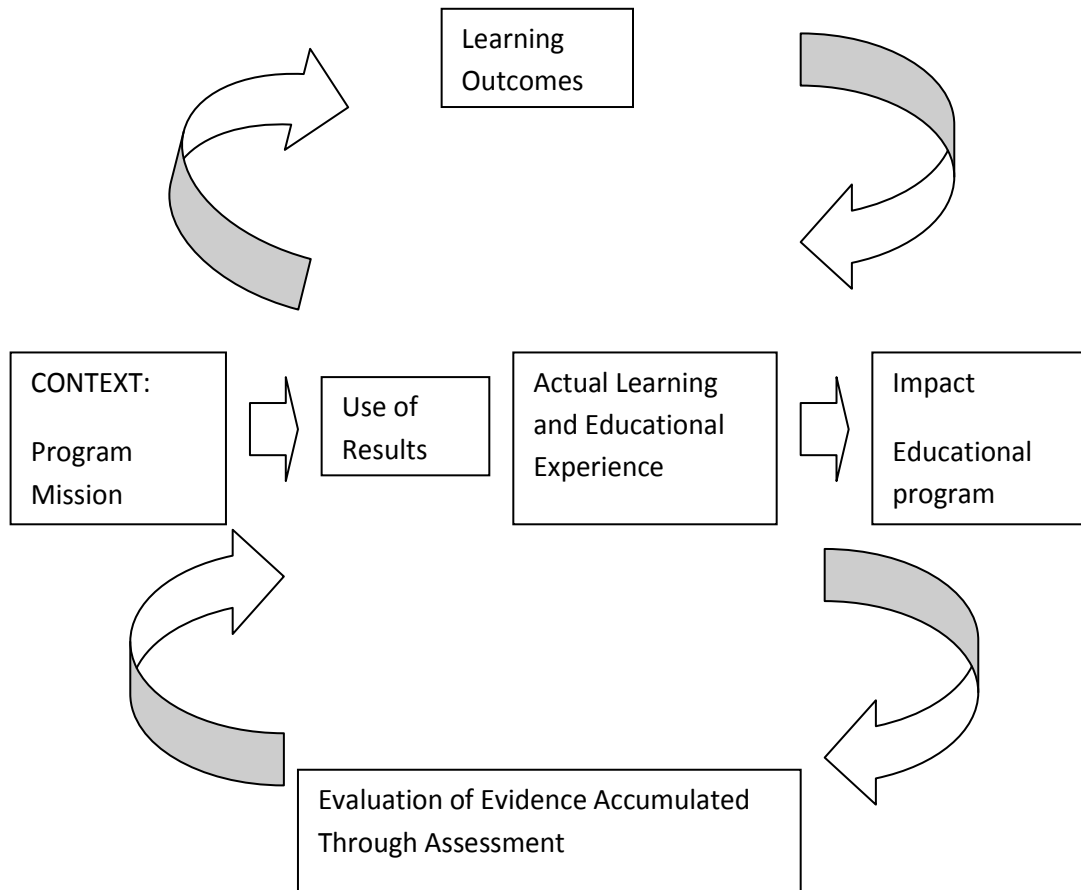 Learning
Outcomes
CONTEXT:
Program
Mission
Use of
Results
Actual Learning
and Educational
Experience
Impact
Educational
program
Evaluation of Evidence Accumulated
Through Assessment